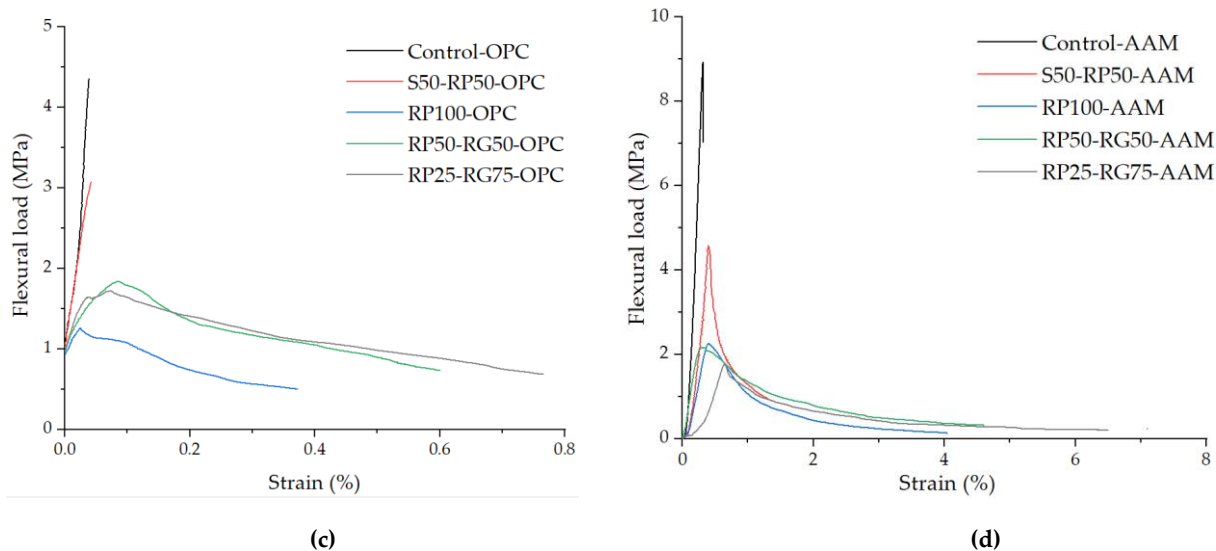 5
4
3
2
1
0
Flexural load (MPa)
Control-OPC
S50-RP50-OPC
RP100-OPC
RP50-RG50-OPC
RP25-RG75-OPC
0.0
0.2
0.4
0.6
0.8
Strain (%)
(c)
10
8
6
4
2
0
Flexural load (MPa)
Control-AAM
S50-RP50-AAM
RP100-AAM
RP50-RG50-AAM
RP25-RG75-AAM
0
2
4
6
8
Strain (%)
(d)